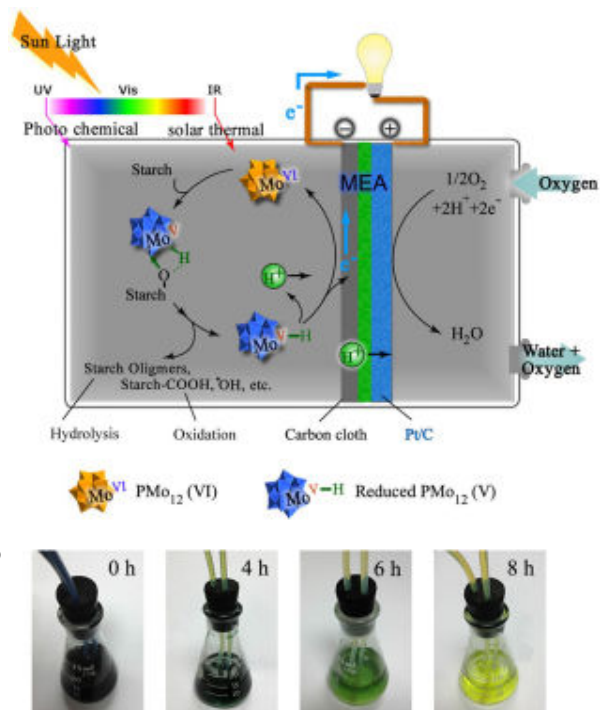 Sun Light
UV Vis IR
Photo chemical solar thermal
e⁻
− +
Starch
Mo VI
MEA
1/2O₂
+2H⁺+2e⁻
Oxygen
Mo V
H
O
Starch
H⁺
e⁻
Mo V-H
H⁺
H₂O
Water +
Oxygen
Starch Oligmers,
Starch-COOH, ⁺OH, etc.
Hydrolysis Oxidation Carbon cloth Pt/C
Mo VI PMo₁₂ (VI) Mo V-H Reduced PMo₁₂ (V)
0 h 4 h 6 h 8 h